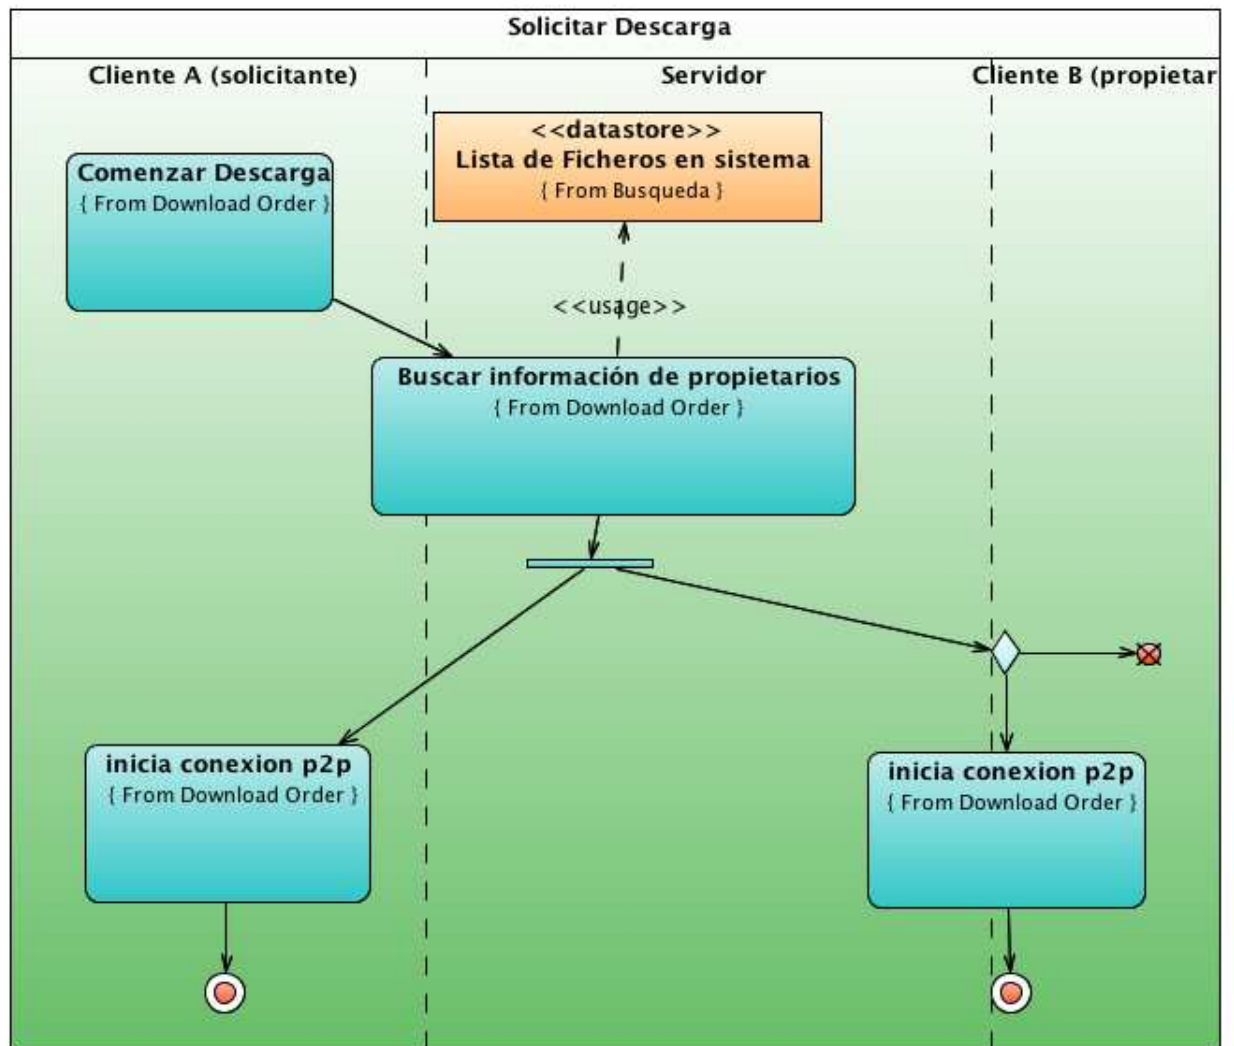 Solicitar Descarga
Cliente A (solicitante)
Servidor
Cliente B (propietar
<<datastore>>
Lista de Ficheros en sistema
{ From Busqueda }
Comenzar Descarga
{ From Download Order }
<<usage>>
Buscar información de propietarios
{ From Download Order }
inicia conexion p2p
{ From Download Order }
inicia conexion p2p
{ From Download Order }